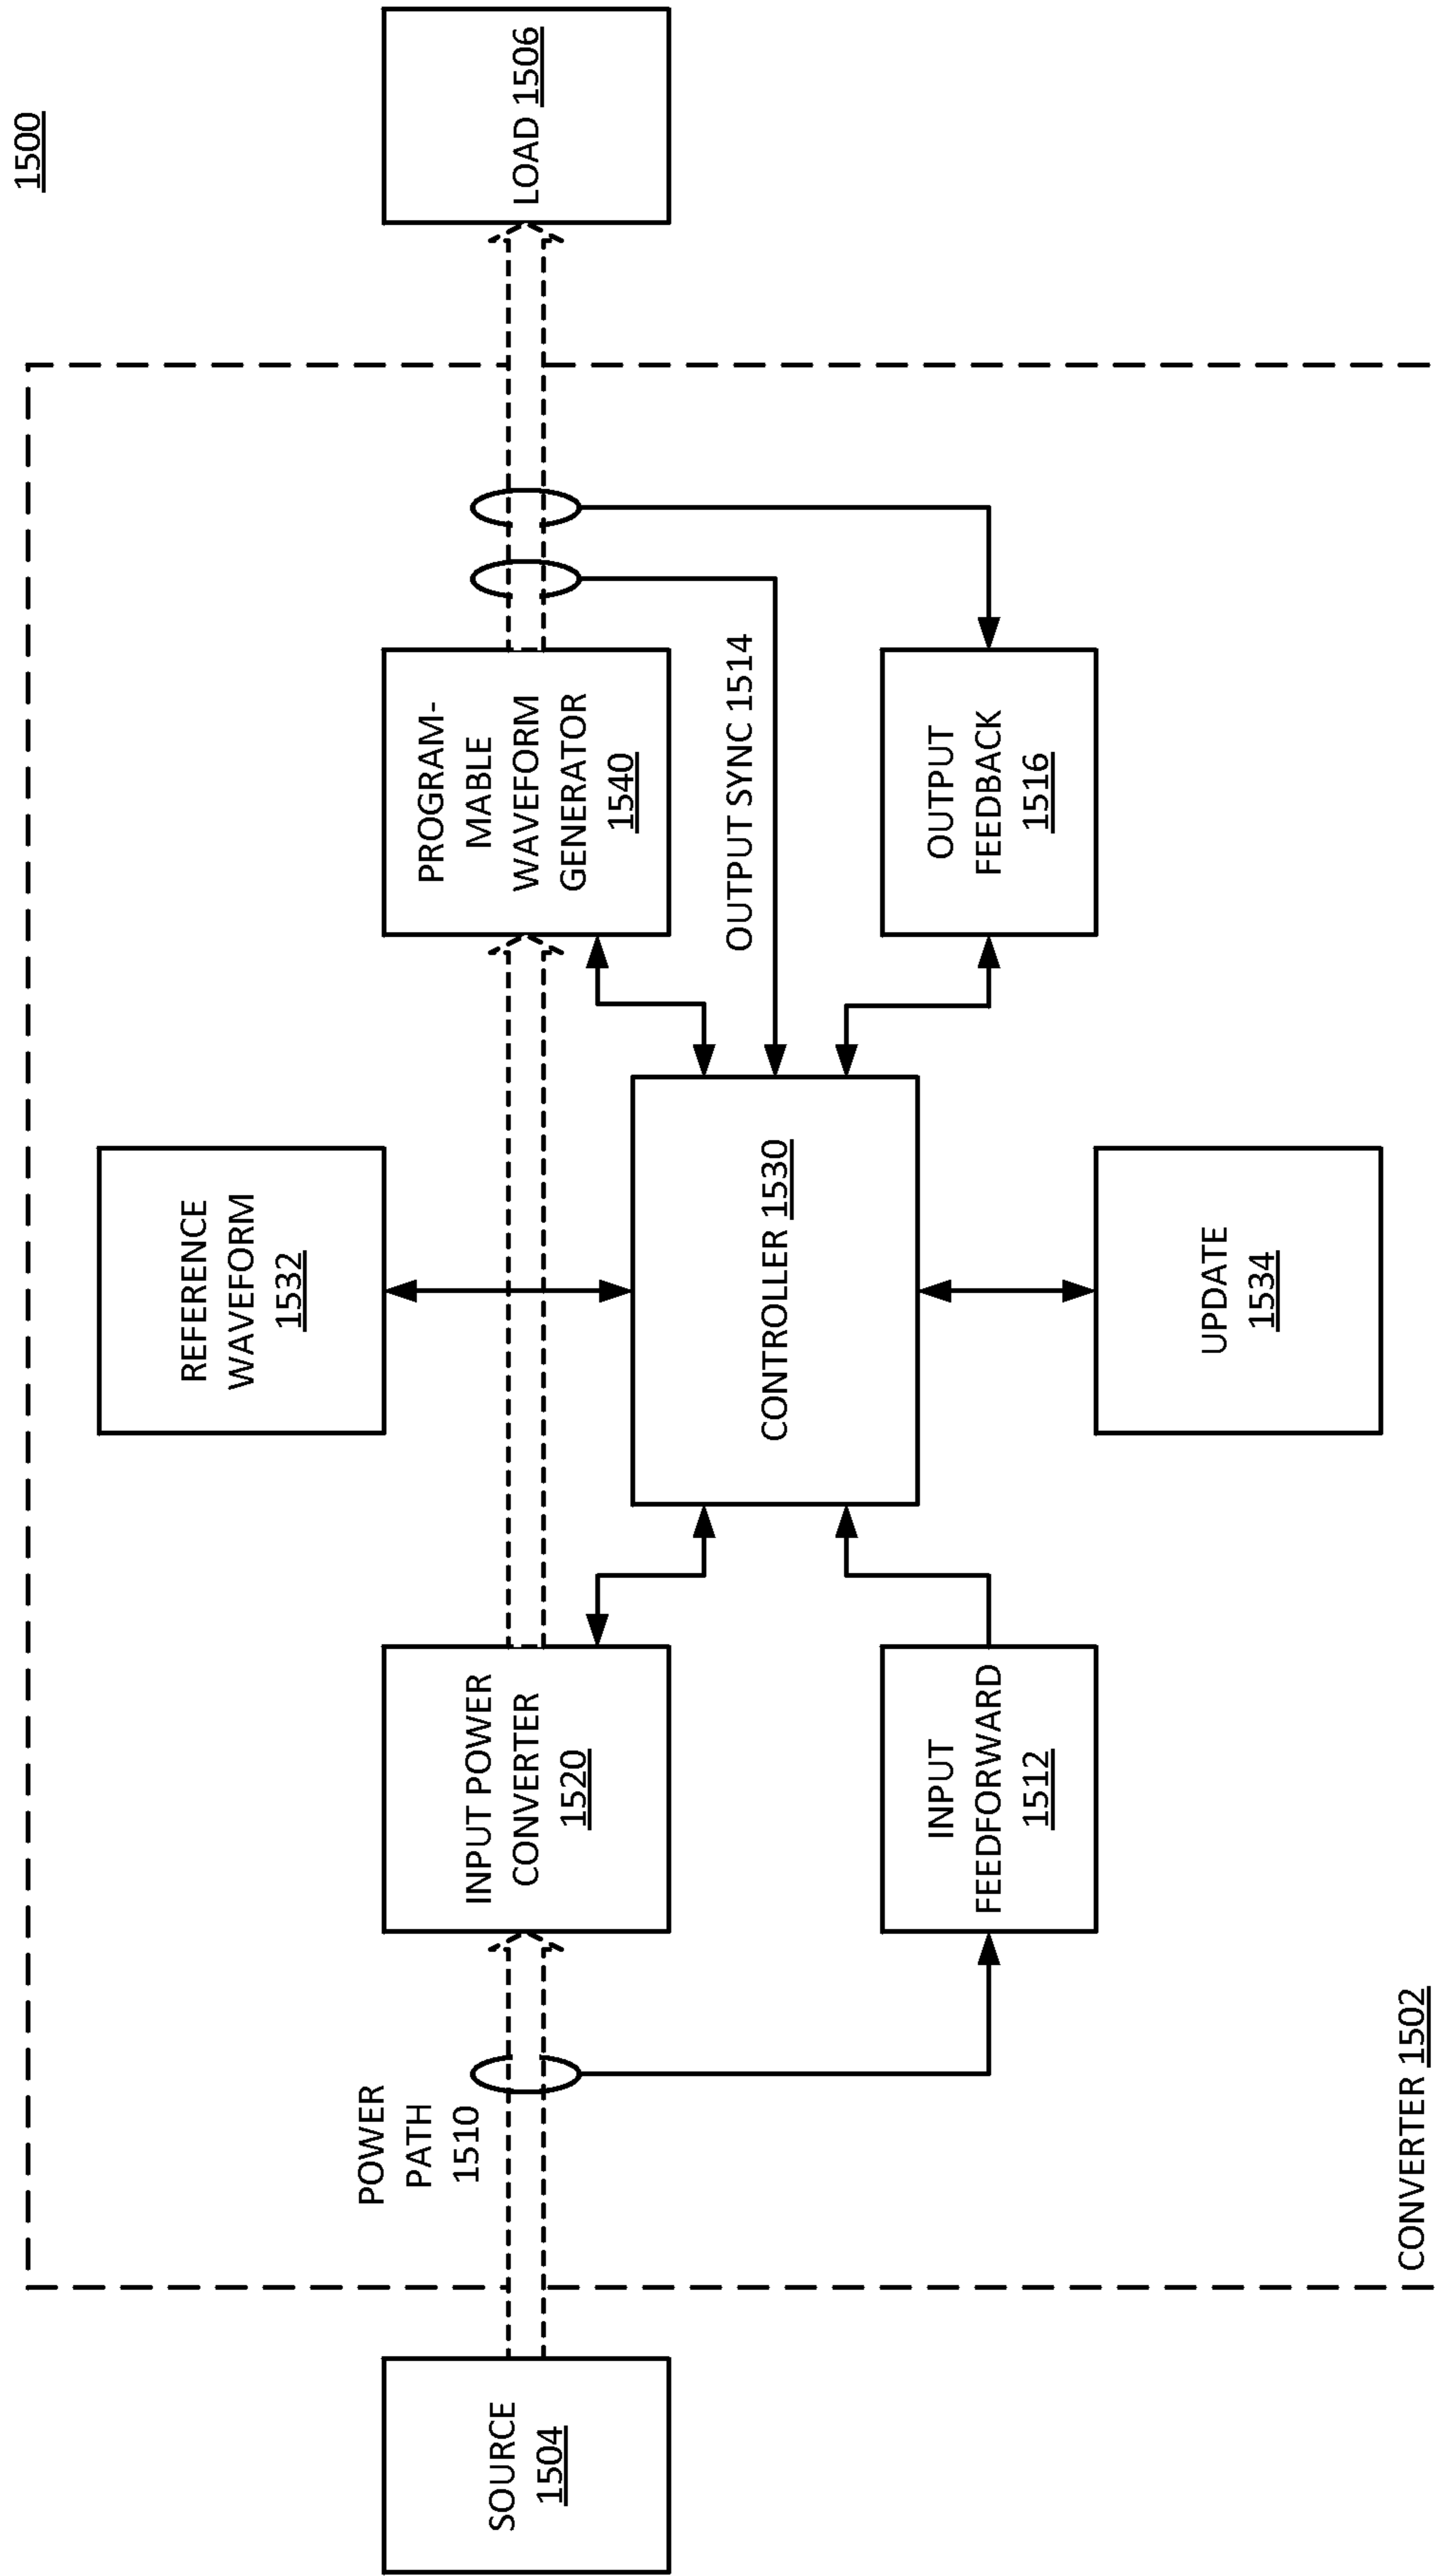 1500
REFERENCE
WAVEFORM
1532
POWER
PATH
1510
SOURCE
1504
INPUT POWER
CONVERTER
1520
PROGRAM-
MABLE
WAVEFORM
GENERATOR
1540
LOAD 1506
OUTPUT SYNC 1514
CONTROLLER 1530
INPUT
FEEDFORWARD
1512
OUTPUT
FEEDBACK
1516
UPDATE
1534
CONVERTER 1502